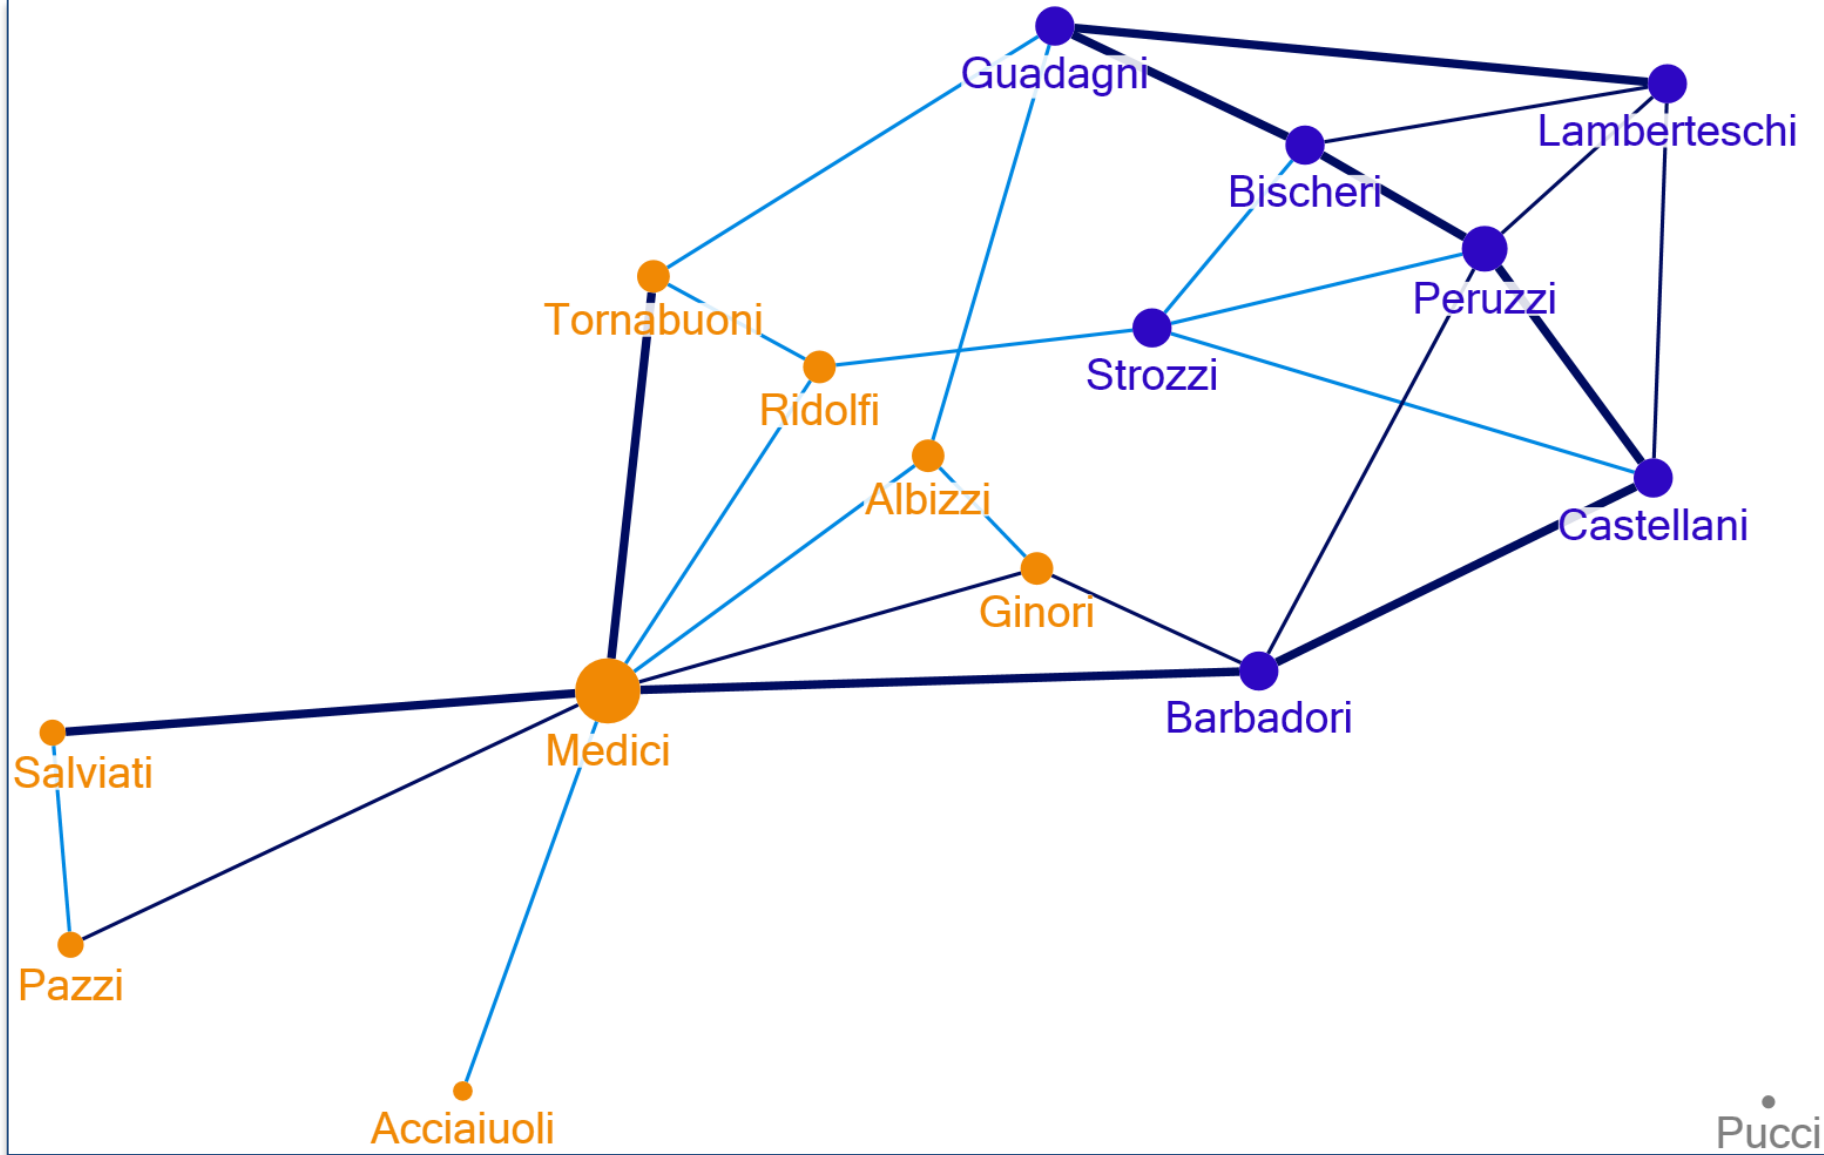 Guadagni
Lamberteschi
Bischeri
Peruzzi
Tornabuoni
Strozzi
Ridolfi
Albizzi
Castellani
Ginori
Barbadori
Medici
Salviati
Pazzi
Acciaiuoli
Pucci